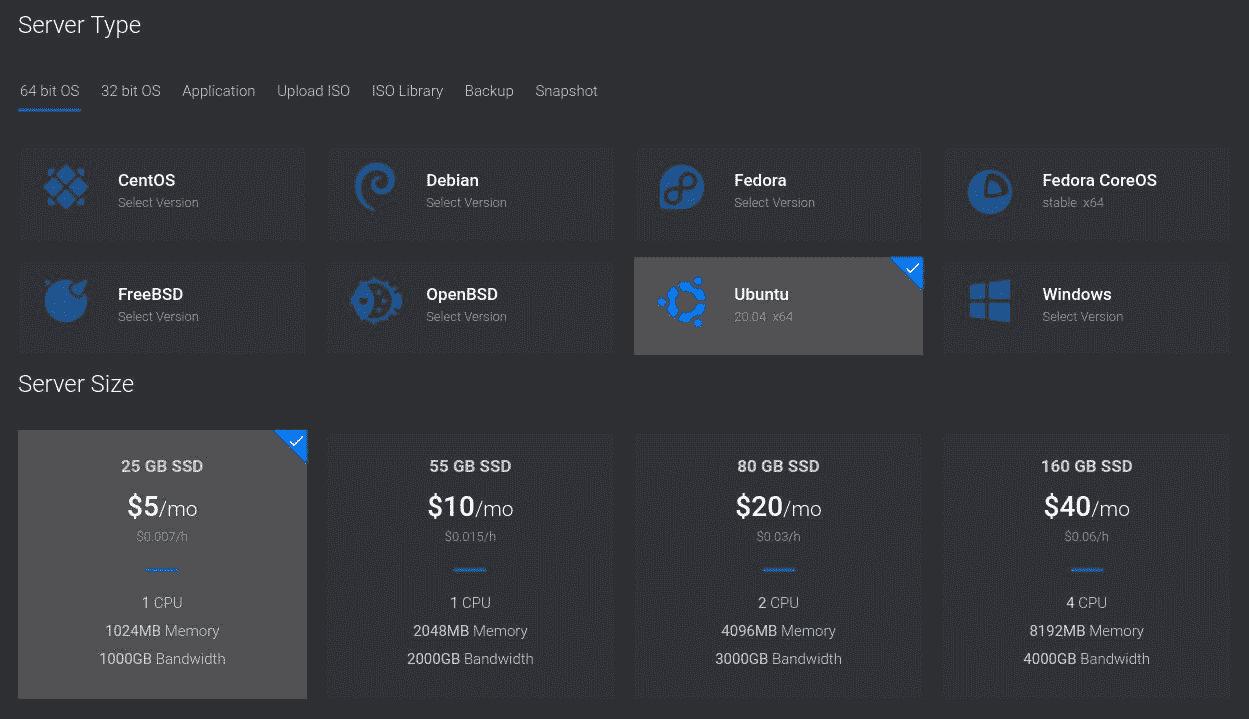 Server Type
64 bit OS 32 bit OS Application Upload ISO ISO Library Backup Snapshot
CentOS
Select Version
Debian
Select Version
Fedora
Select Version
Fedora CoreOS
stable x64
FreeBSD
Select Version
OpenBSD
Select Version
Ubuntu
20.04 x64
Windows
Select Version
Server Size
25 GB SSD
$5/mo
$0.007/h
1 CPU
1024MB Memory
1000GB Bandwidth
55 GB SSD
$10/mo
$0.015/h
1 CPU
2048MB Memory
2000GB Bandwidth
80 GB SSD
$20/mo
$0.03/h
2 CPU
4096MB Memory
3000GB Bandwidth
160 GB SSD
$40/mo
$0.06/h
4 CPU
8192MB Memory
4000GB Bandwidth